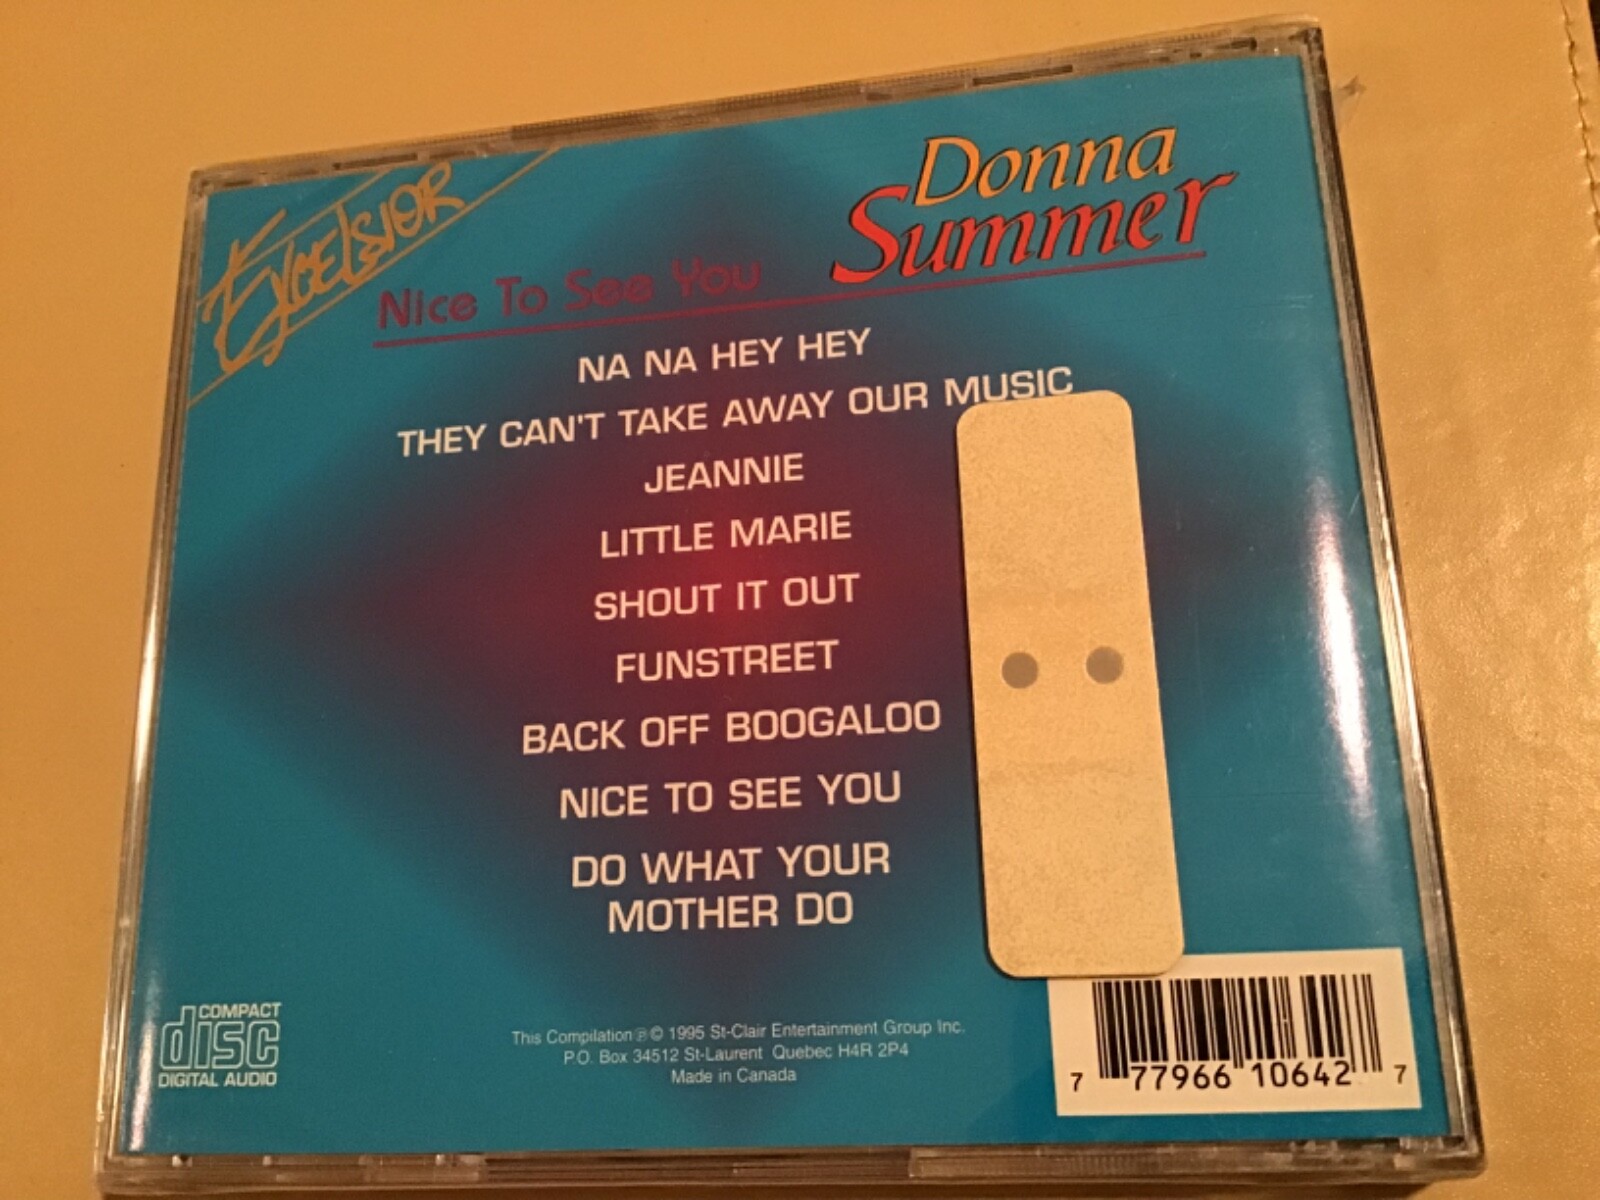 Excelsior
Donna
Summer
Nice To See You
NA NA HEY HEY
THEY CAN'T TAKE AWAY OUR MUSIC
JEANNIE
LITTLE MARIE
SHOUT IT OUT
FUNSTREET
BACK OFF BOOGALOO
NICE TO SEE YOU
DO WHAT YOUR
MOTHER DO
COMPACT
disc
DIGITAL AUDIO
This Compilation ℗ © 1995 St-Clair Entertainment Group Inc.
P.O. Box 34512 St-Laurent Quebec H4R 2P4
Made in Canada
7 77966 10642 7